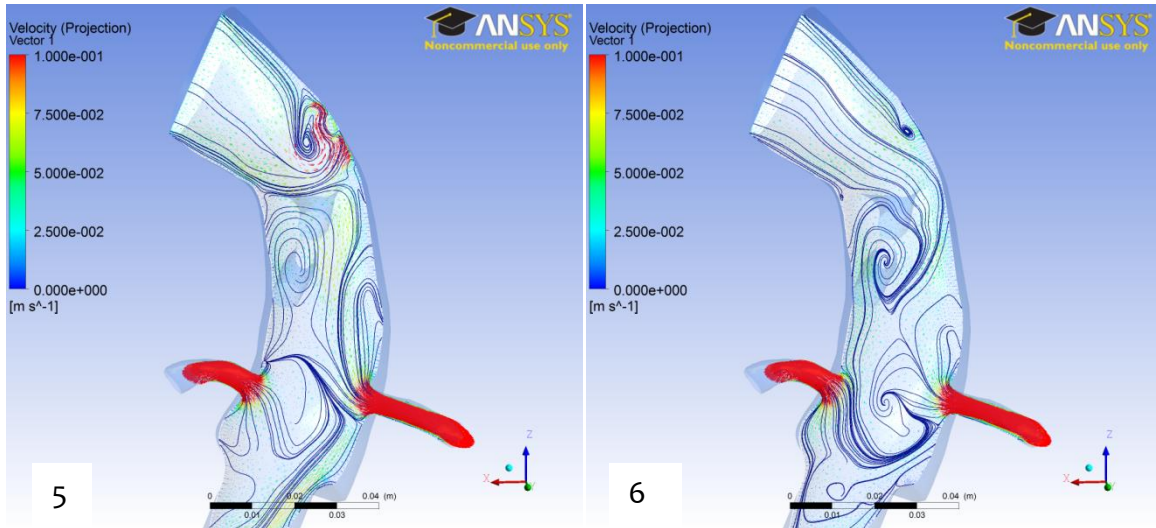 Velocity (Projection)
Vector 1
1.000e-001
7.500e-002
5.000e-002
2.500e-002
0.000e+000
[m s^-1]
ANSYS
Noncommercial use only
Z
X
Y
0 0.02 0.04 (m)
0.01 0.03
5
Velocity (Projection)
Vector 1
1.000e-001
7.500e-002
5.000e-002
2.500e-002
0.000e+000
[m s^-1]
ANSYS
Noncommercial use only
Z
X
Y
0 0.02 0.04 (m)
0.01 0.03
6